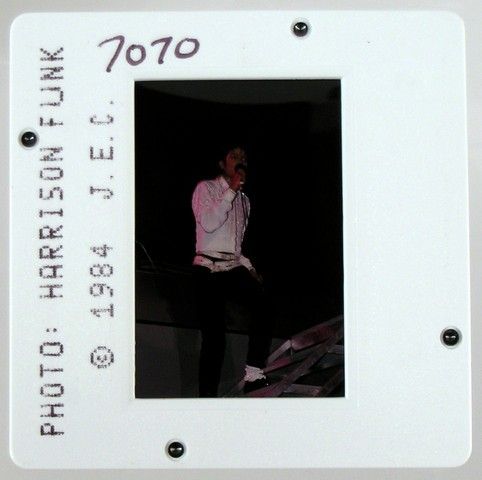 7070
PHOTO: HARRISON FUNK
© 1984 J.E.C.